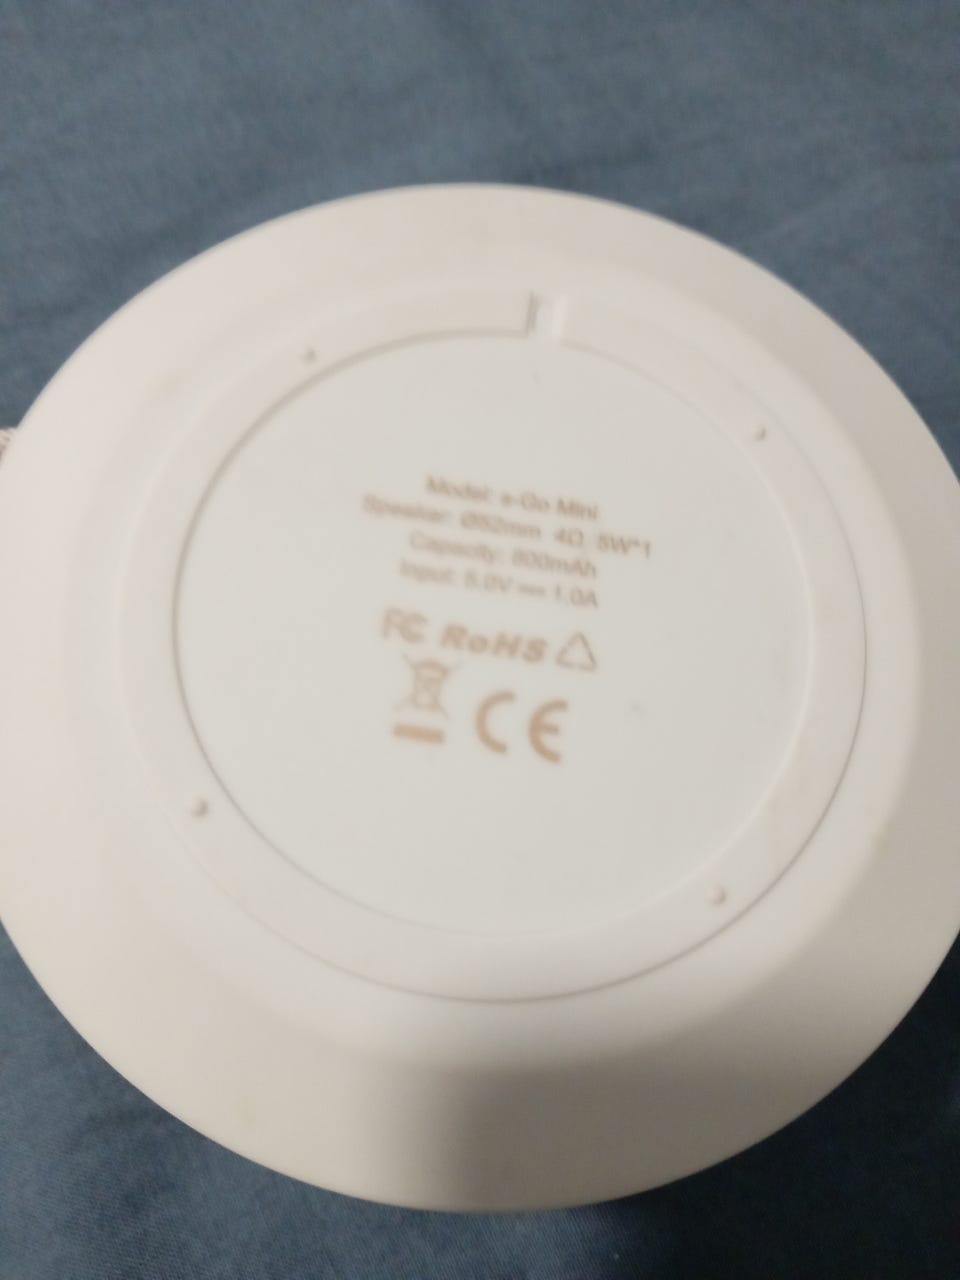 Model: s-Go Mini
Speaker: Ø52mm 4Ω 5W*1
Capacity: 800mAh
Input: 5.0V⎓1.0A
FC RoHS
CE